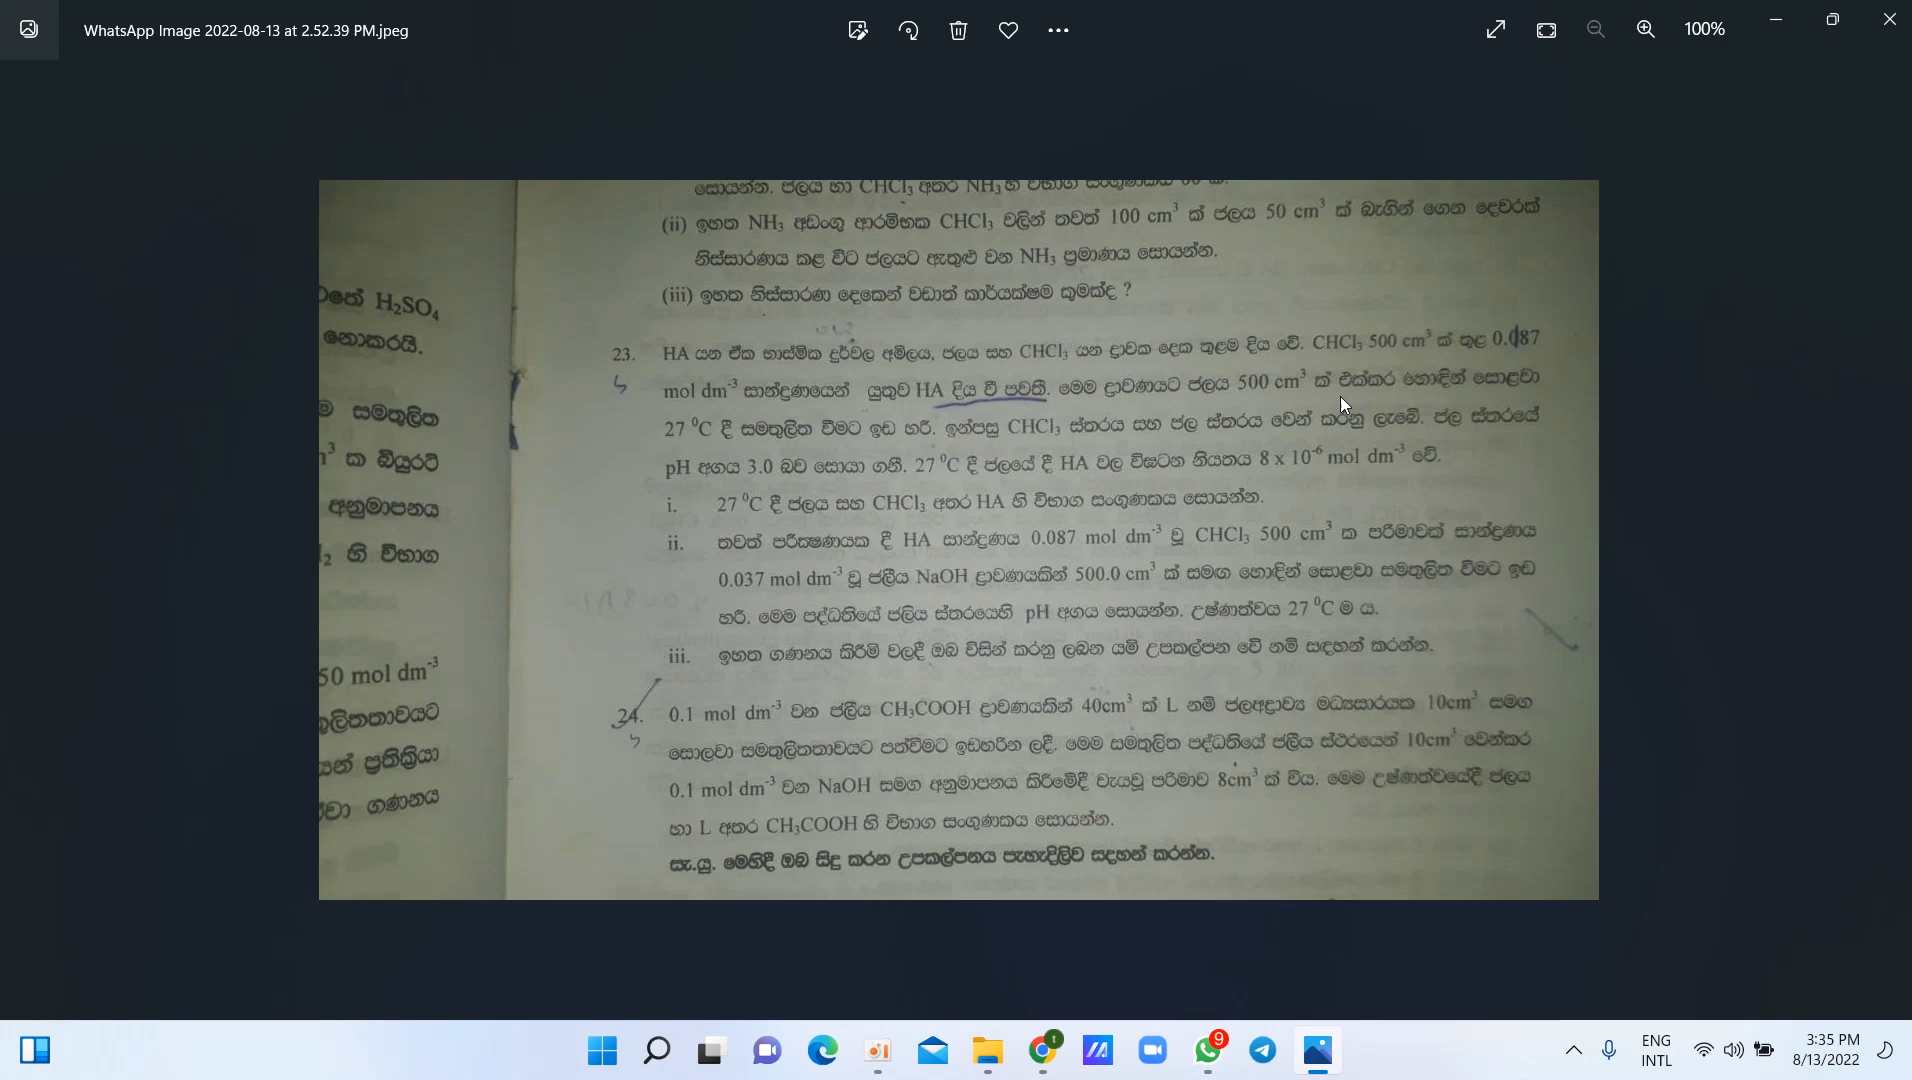 WhatsApp Image 2022-08-13 at 2.52.39 PM.jpeg
100%
සොයන්න. ජලය හා CHCl₃ අතර NH₃ හි විභාග සංගුණකය
(ii) ඉහත NH₃ අඩංගු ආරම්භක CHCl₃ වලින් තවත් 100 cm³ ක් ජලය 50 cm³ ක් බැගින් ගෙන දෙවරක්
නිස්සාරණය කළ විට ජලයට ඇතුළු වන NH₃ ප්‍රමාණය සොයන්න.
(iii) ඉහත නිස්සාරණ දෙකෙන් වඩාත් කාර්යක්ෂම කුමක්ද ?
23. HA යන ඒක භාස්මික දුර්වල අම්ලය, ජලය සහ CHCl₃ යන ද්‍රාවක දෙක තුළම දිය වේ. CHCl₃ 500 cm³ ක් තුළ 0.087
mol dm⁻³ සාන්ද්‍රණයෙන් යුතුව HA දිය වී පවතී. මෙම ද්‍රාවණයට ජලය 500 cm³ ක් එක්කර හොඳින් සොළවා
27 ⁰C දී සමතුලිත වීමට ඉඩ හරී. ඉන්පසු CHCl₃ ස්තරය සහ ජල ස්තරය වෙන් කරනු ලැබේ. ජල ස්තරයේ
pH අගය 3.0 බව සොයා ගනී. 27 ⁰C දී ජලයේ දී HA වල විඝටන නියතය 8 x 10⁻⁶ mol dm⁻³ වේ.
i. 27 ⁰C දී ජලය සහ CHCl₃ අතර HA හි විභාග සංගුණකය සොයන්න.
ii. තවත් පරීක්‍ෂණයක දී HA සාන්ද්‍රණය 0.087 mol dm⁻³ වූ CHCl₃ 500 cm³ ක පරිමාවක් සාන්ද්‍රණය
0.037 mol dm⁻³ වූ ජලීය NaOH ද්‍රාවණයකින් 500.0 cm³ ක් සමඟ හොඳින් සොළවා සමතුලිත වීමට ඉඩ
හරී. මෙම පද්ධතියේ ජලීය ස්තරයෙහි pH අගය සොයන්න. උෂ්ණත්වය 27 ⁰C ම ය.
iii. ඉහත ගණනය කිරීම් වලදී ඔබ විසින් කරනු ලබන යම් උපකල්පන වේ නම් සඳහන් කරන්න.
24. 0.1 mol dm⁻³ වන ජලීය CH₃COOH ද්‍රාවණයකින් 40cm³ ක් L නම් ජලඅද්‍රාව්‍ය මධ්‍යසාරයක 10cm³ සමග
සොලවා සමතුලිතතාවයට පත්වීමට ඉඩහරින ලදී. මෙම සමතුලිත පද්ධතියේ ජලීය ස්ථරයෙන් 10cm³ වෙන්කර
0.1 mol dm⁻³ වන NaOH සමග අනුමාපනය කිරීමේදී වැයවූ පරිමාව 8cm³ ක් විය. මෙම උෂ්ණත්වයේදී ජලය
හා L අතර CH₃COOH හි විභාග සංගුණකය සොයන්න.
සැ.යු. මෙහිදී ඔබ සිදු කරන උපකල්පනය පැහැදිලිව සඳහන් කරන්න.
H₂SO₄
නොකරයි.
සමතුලිත
ක බියුරට්
අනුමාපනය
හි විභාග
50 mol dm⁻³
ප්‍රතික්‍රියා
ගණනය
9
ENG
INTL
3:35 PM
8/13/2022